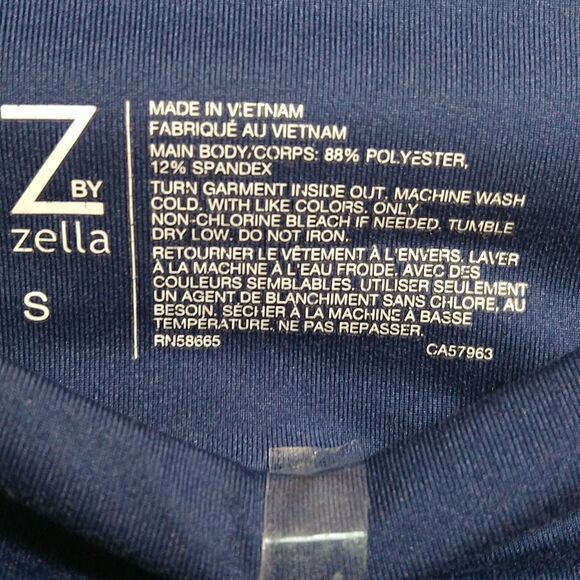 Z BY
zella
S
MADE IN VIETNAM
FABRIQUÉ AU VIETNAM
MAIN BODY/CORPS: 88% POLYESTER,
12% SPANDEX
TURN GARMENT INSIDE OUT. MACHINE WASH
COLD. WITH LIKE COLORS. ONLY
NON-CHLORINE BLEACH IF NEEDED. TUMBLE
DRY LOW. DO NOT IRON.
RETOURNER LE VÊTEMENT À L'ENVERS. LAVER
À LA MACHINE À L'EAU FROIDE. AVEC DES
COULEURS SEMBLABLES. UTILISER SEULEMENT
UN AGENT DE BLANCHIMENT SANS CHLORE, AU
BESOIN. SÉCHER À LA MACHINE À BASSE
TEMPÉRATURE. NE PAS REPASSER.
RN58665 CA57963